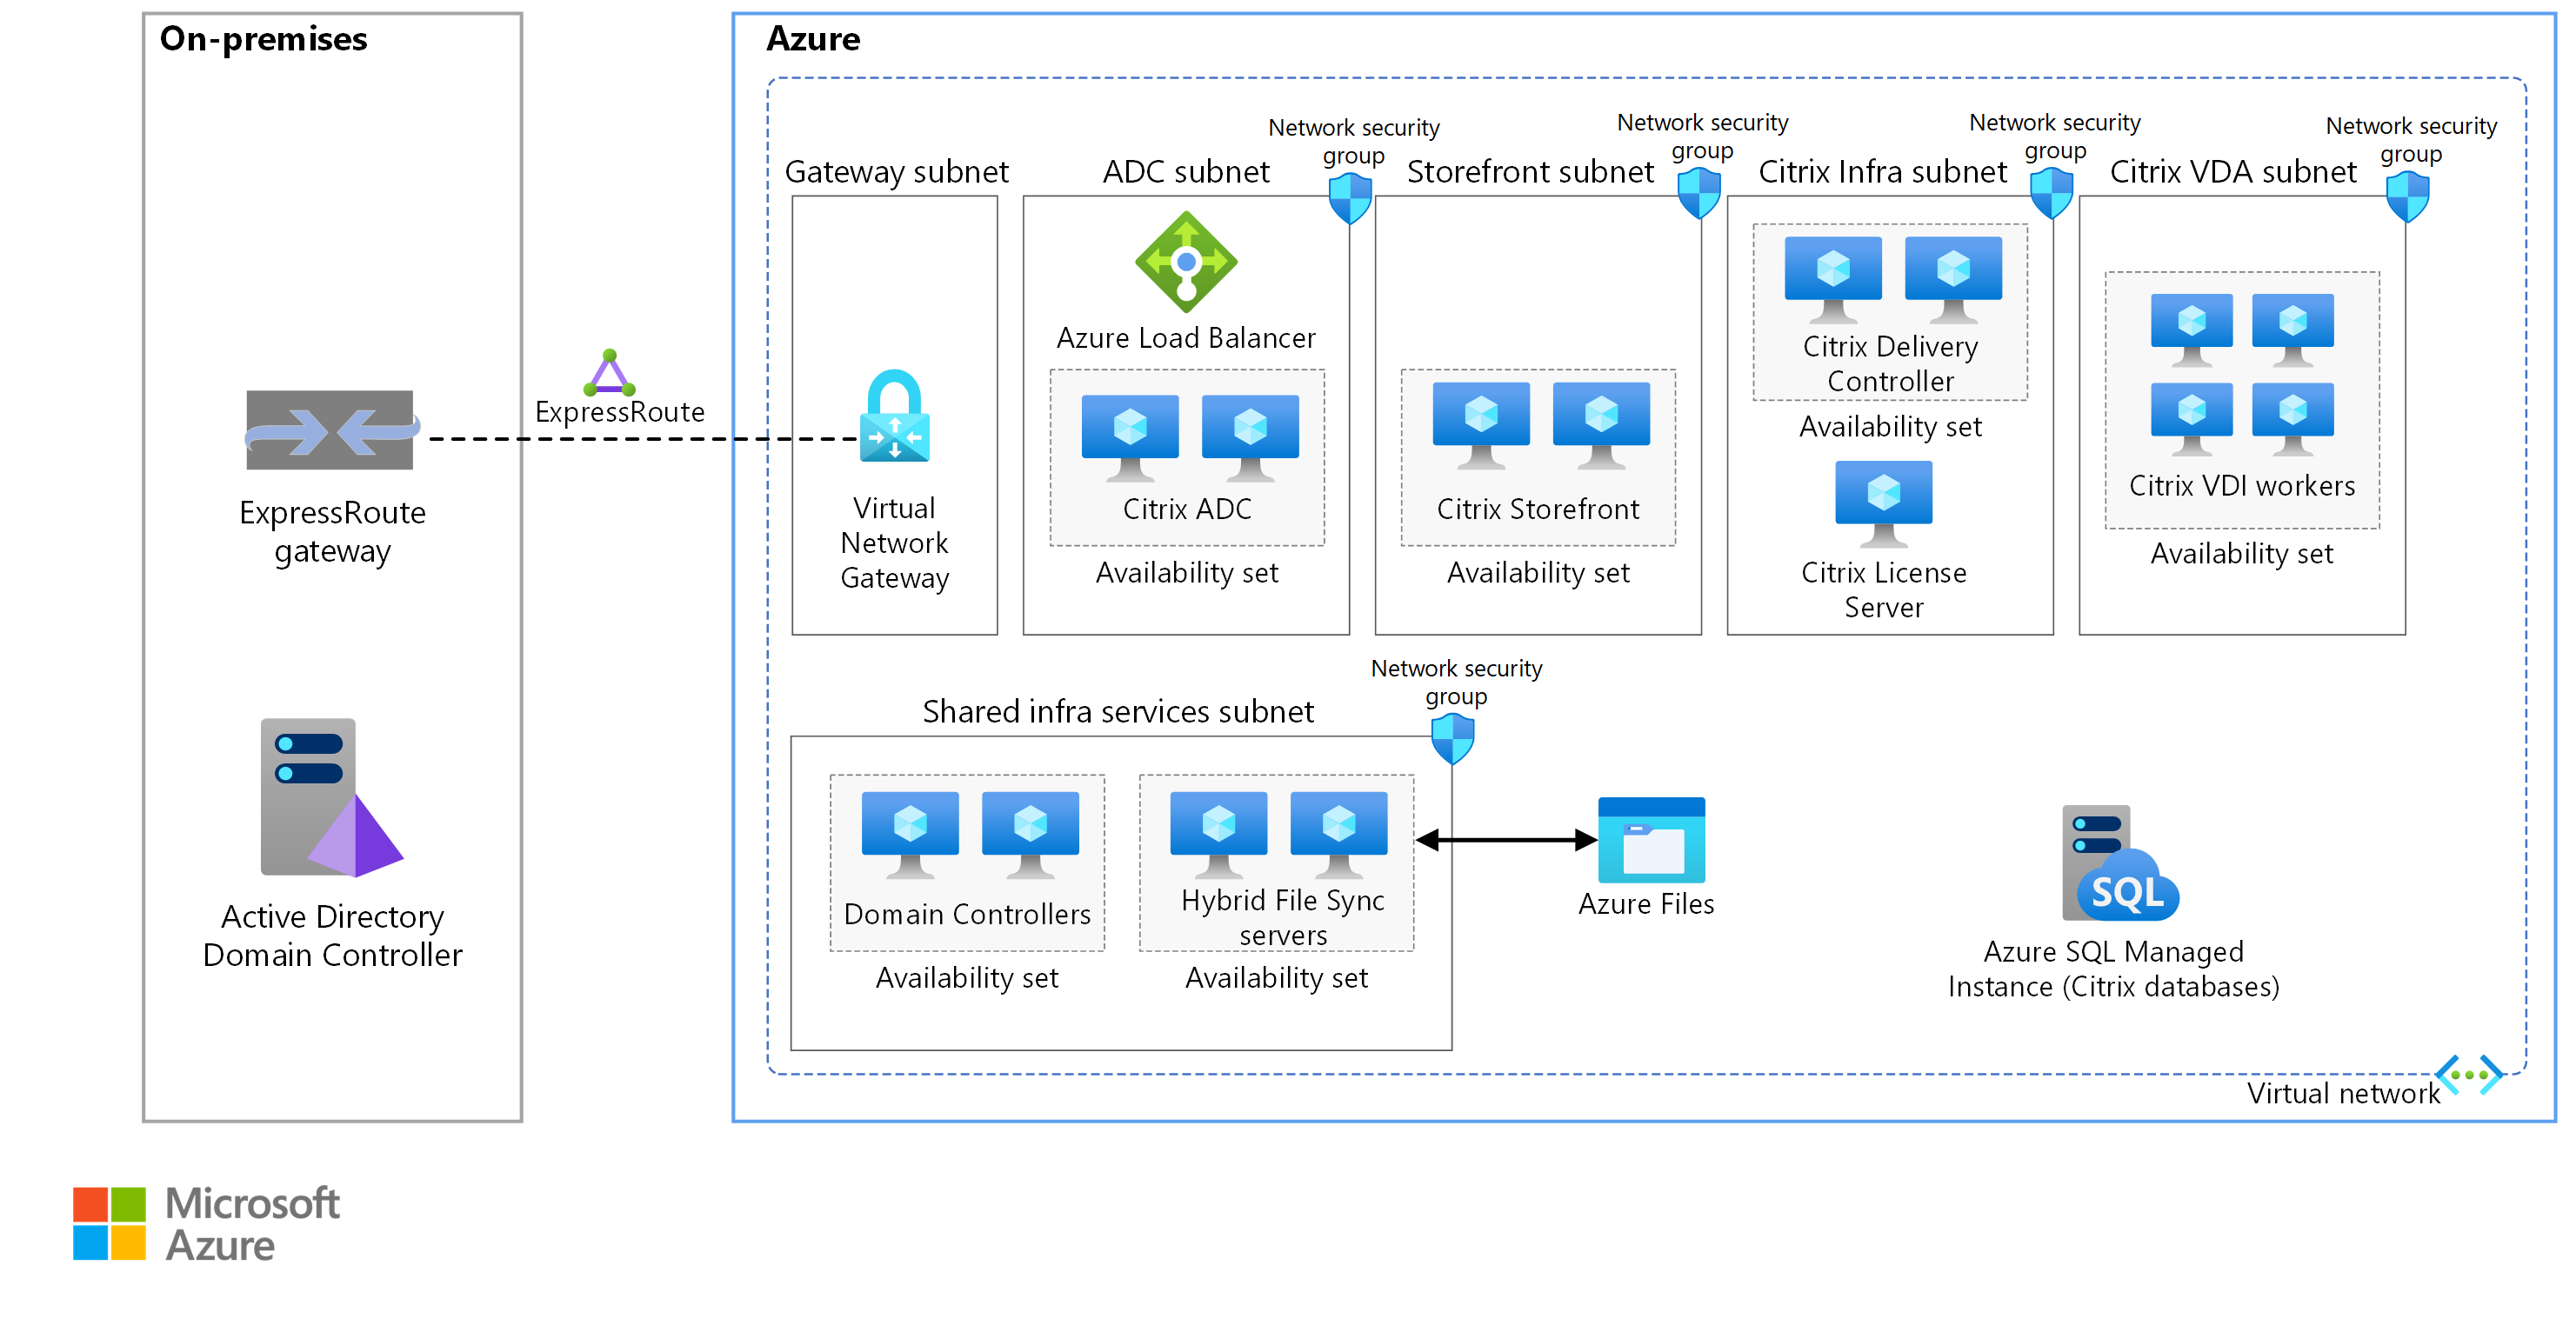 On-premises
ExpressRoute
gateway
Active Directory
Domain Controller
ExpressRoute
Azure
Gateway subnet
Virtual
Network
Gateway
ADC subnet
Network security
group
Azure Load Balancer
Citrix ADC
Availability set
Storefront subnet
Network security
group
Citrix Storefront
Availability set
Citrix Infra subnet
Network security
group
Citrix Delivery
Controller
Availability set
Citrix License
Server
Citrix VDA subnet
Network security
group
Citrix VDI workers
Availability set
Shared infra services subnet
Network security
group
Domain Controllers
Availability set
Hybrid File Sync
servers
Availability set
Azure Files
SQL
Azure SQL Managed
Instance (Citrix databases)
Virtual network
Microsoft
Azure